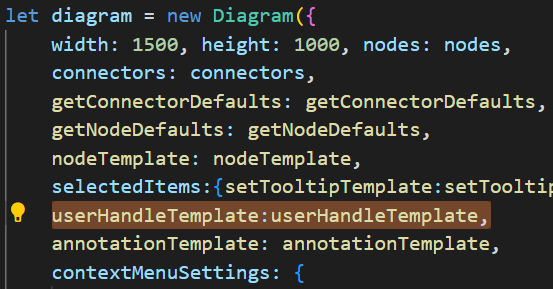 let diagram = new Diagram({
width: 1500, height: 1000, nodes: nodes,
connectors: connectors,
getConnectorDefaults: getConnectorDefaults,
getNodeDefaults: getNodeDefaults,
nodeTemplate: nodeTemplate,
selectedItems:{setTooltipTemplate:setTooltip
userHandleTemplate:userHandleTemplate,
annotationTemplate: annotationTemplate,
contextMenuSettings: {